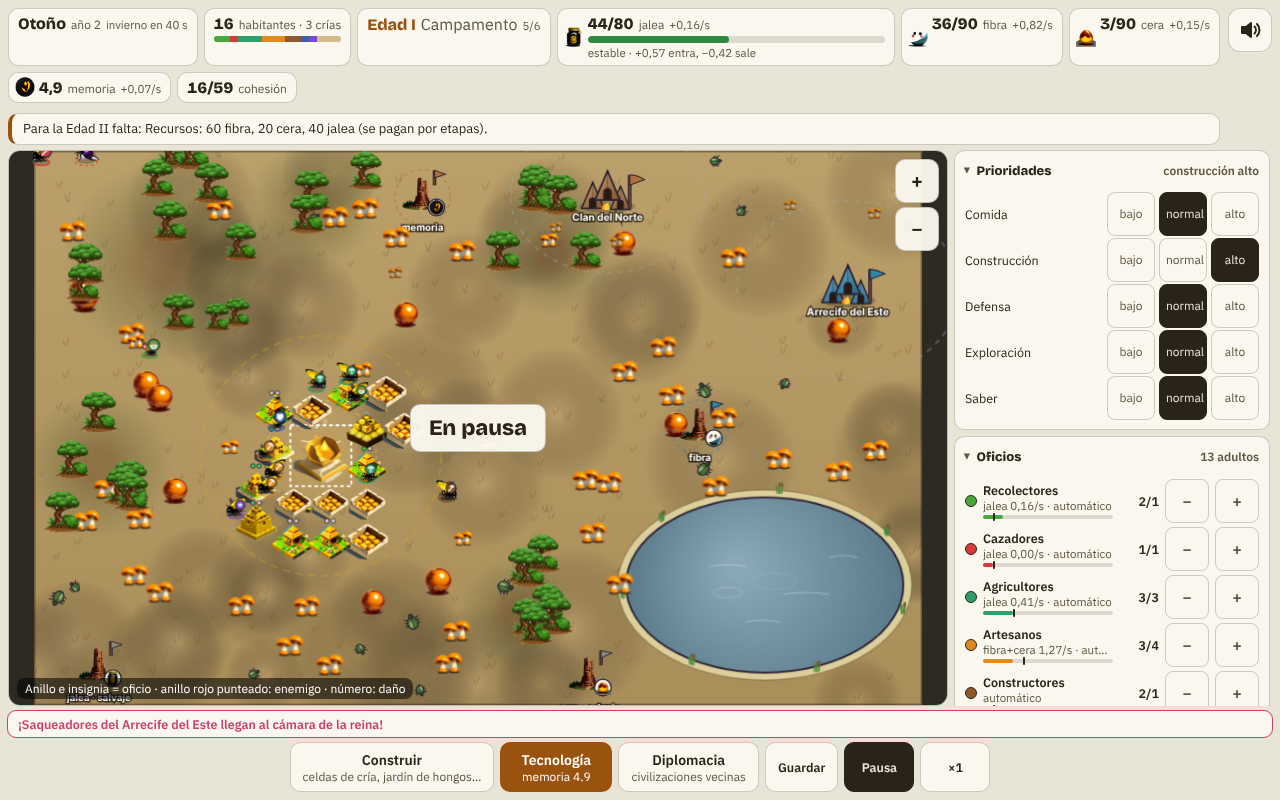 Otoño año 2 invierno en 40 s
16 habitantes · 3 crías
Edad I Campamento 5/6
44/80 jalea +0,16/s
estable · +0,57 entra, −0,42 sale
36/90 fibra +0,82/s
3/90 cera +0,15/s
4,9 memoria +0,07/s
16/59 cohesión
Para la Edad II falta: Recursos: 60 fibra, 20 cera, 40 jalea (se pagan por etapas).
+
−
memoria
Clan del Norte
Arrecife del Este
En pausa
fibra
Anillo e insignia = oficio · anillo rojo punteado: enemigo · número: daño
▼ Prioridades construcción alto
Comida bajo normal alto
Construcción bajo normal alto
Defensa bajo normal alto
Exploración bajo normal alto
Saber bajo normal alto
▼ Oficios 13 adultos
Recolectores
jalea 0,16/s · automático
2/1 − +
Cazadores
jalea 0,00/s · automático
1/1 − +
Agricultores
jalea 0,41/s · automático
3/3 − +
Artesanos
fibra+cera 1,27/s · aut…
3/4 − +
Constructores
automático
2/1 − +
¡Saqueadores del Arrecife del Este llegan al cámara de la reina!
Construir
celdas de cría, jardín de hongos…
Tecnología
memoria 4.9
Diplomacia
civilizaciones vecinas
Guardar
Pausa
×1